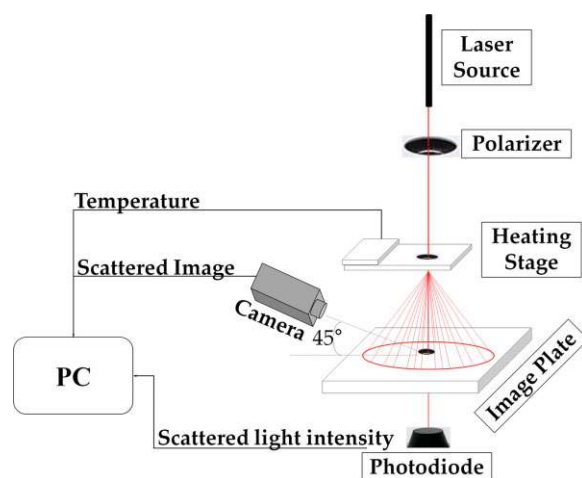 Laser
Source
Polarizer
Temperature
Heating
Stage
Scattered Image
Camera
45°
PC
Image Plate
Scattered light intensity
Photodiode